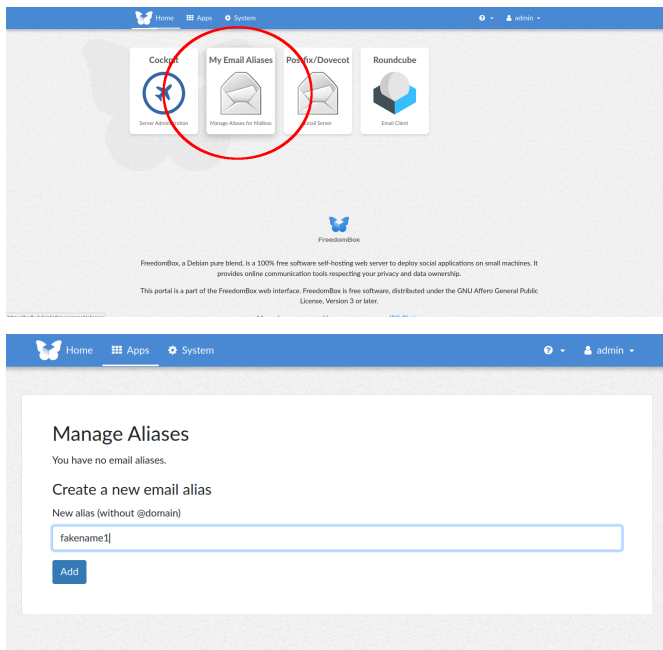 Home Apps System admin
Cockpit My Email Aliases Postfix/Dovecot Roundcube
Server Administration Manage Aliases for Mailbox Email Server Email Client
FreedomBox
FreedomBox, a Debian pure blend, is a 100% free software self-hosting web server to deploy social applications on small machines. It
provides online communication tools respecting your privacy and data ownership.
This portal is a part of the FreedomBox web interface. FreedomBox is free software, distributed under the GNU Affero General Public
License, Version 3 or later.
Home Apps System admin
Manage Aliases
You have no email aliases.
Create a new email alias
New alias (without @domain)
fakename1
Add